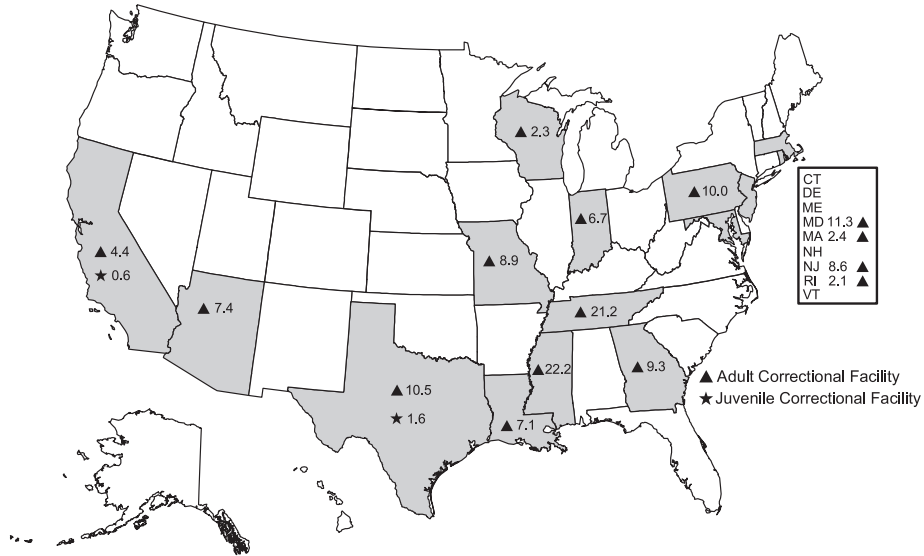 ▲ 2.3
▲ 10.0
CT
DE
ME
MD 11.3 ▲
MA 2.4 ▲
NH
NJ 8.6 ▲
RI 2.1 ▲
VT
▲ 6.7
▲ 4.4
★ 0.6
▲ 8.9
▲ 7.4
▲ 21.2
▲ 22.2
▲ 9.3
▲ 10.5
★ 1.6
▲ 7.1
▲ Adult Correctional Facility
★ Juvenile Correctional Facility